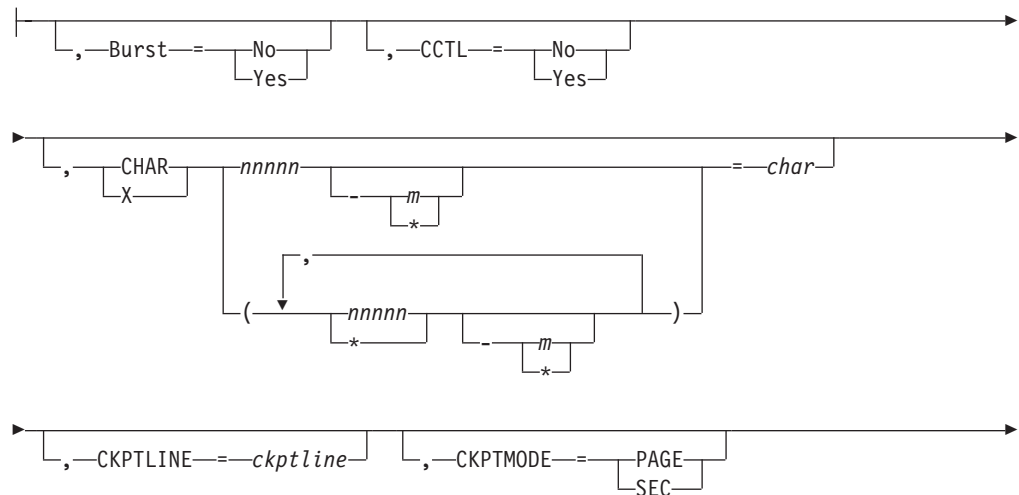 , Burst = No , CCTL = No
Yes Yes
, CHAR nnnnn - m = char
X *
,
( nnnnn - m )
* *
, CKPTLINE = ckptline , CKPTMODE = PAGE
SEC